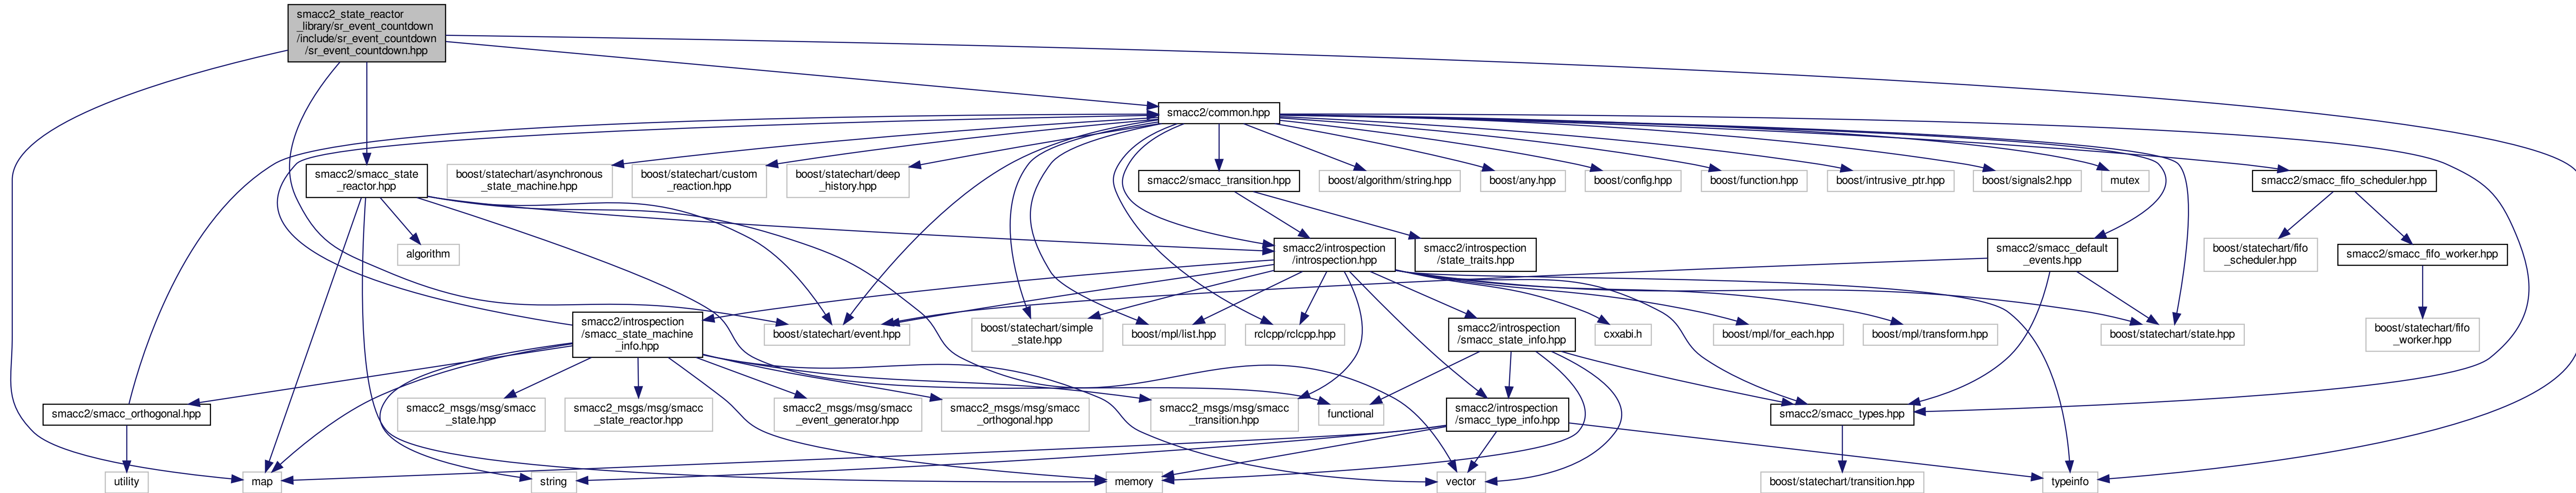 smacc2_state_reactor
_library/sr_event_countdown
/include/sr_event_countdown
/sr_event_countdown.hpp
smacc2/common.hpp
smacc2/smacc_state
_reactor.hpp
boost/statechart/asynchronous
_state_machine.hpp
boost/statechart/custom
_reaction.hpp
boost/statechart/deep
_history.hpp
smacc2/smacc_transition.hpp
boost/algorithm/string.hpp
boost/any.hpp
boost/config.hpp
boost/function.hpp
boost/intrusive_ptr.hpp
boost/signals2.hpp
mutex
smacc2/smacc_fifo_scheduler.hpp
algorithm
smacc2/introspection
/introspection.hpp
smacc2/introspection
/state_traits.hpp
smacc2/smacc_default
_events.hpp
boost/statechart/fifo
_scheduler.hpp
smacc2/smacc_fifo_worker.hpp
smacc2/introspection
/smacc_state_machine
_info.hpp
boost/statechart/event.hpp
boost/statechart/simple
_state.hpp
boost/mpl/list.hpp
rclcpp/rclcpp.hpp
smacc2/introspection
/smacc_state_info.hpp
cxxabi.h
boost/mpl/for_each.hpp
boost/mpl/transform.hpp
boost/statechart/state.hpp
boost/statechart/fifo
_worker.hpp
smacc2/smacc_orthogonal.hpp
smacc2_msgs/msg/smacc
_state.hpp
smacc2_msgs/msg/smacc
_state_reactor.hpp
smacc2_msgs/msg/smacc
_event_generator.hpp
smacc2_msgs/msg/smacc
_orthogonal.hpp
smacc2_msgs/msg/smacc
_transition.hpp
functional
smacc2/introspection
/smacc_type_info.hpp
smacc2/smacc_types.hpp
utility
map
string
memory
vector
boost/statechart/transition.hpp
typeinfo